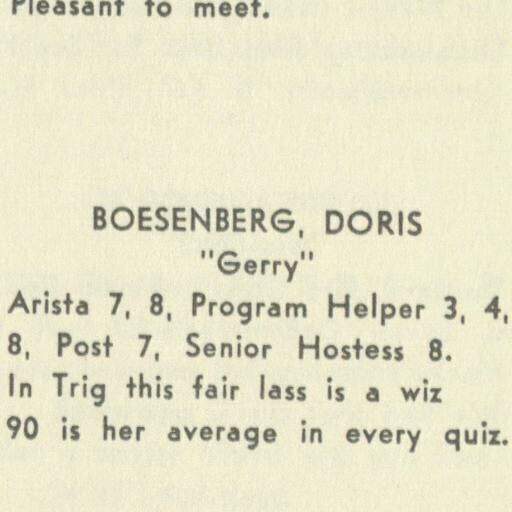 Pleasant to meet.
BOESENBERG, DORIS
"Gerry"
Arista 7, 8, Program Helper 3, 4,
8, Post 7, Senior Hostess 8.
In Trig this fair lass is a wiz
90 is her average in every quiz.